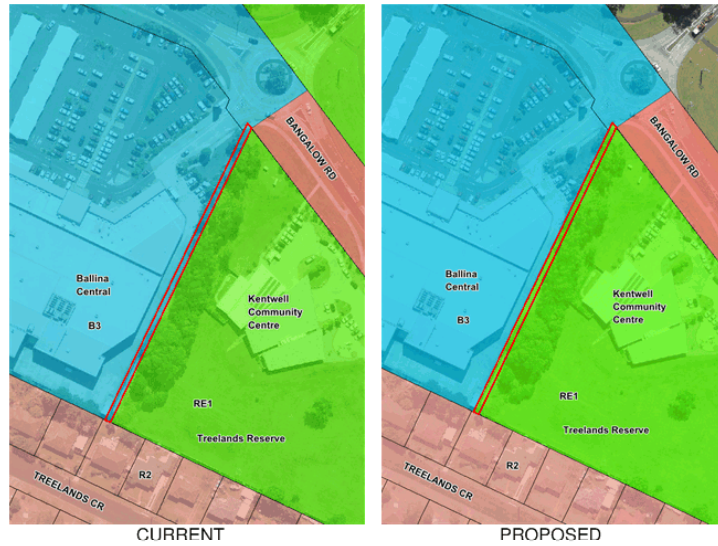 BANGALOW RD
Ballina
Central
B3
Kentwell
Community
Centre
RE1
Treelands Reserve
R2
TREELANDS CR
CURRENT
BANGALOW RD
Ballina
Central
B3
Kentwell
Community
Centre
RE1
Treelands Reserve
R2
TREELANDS CR
PROPOSED